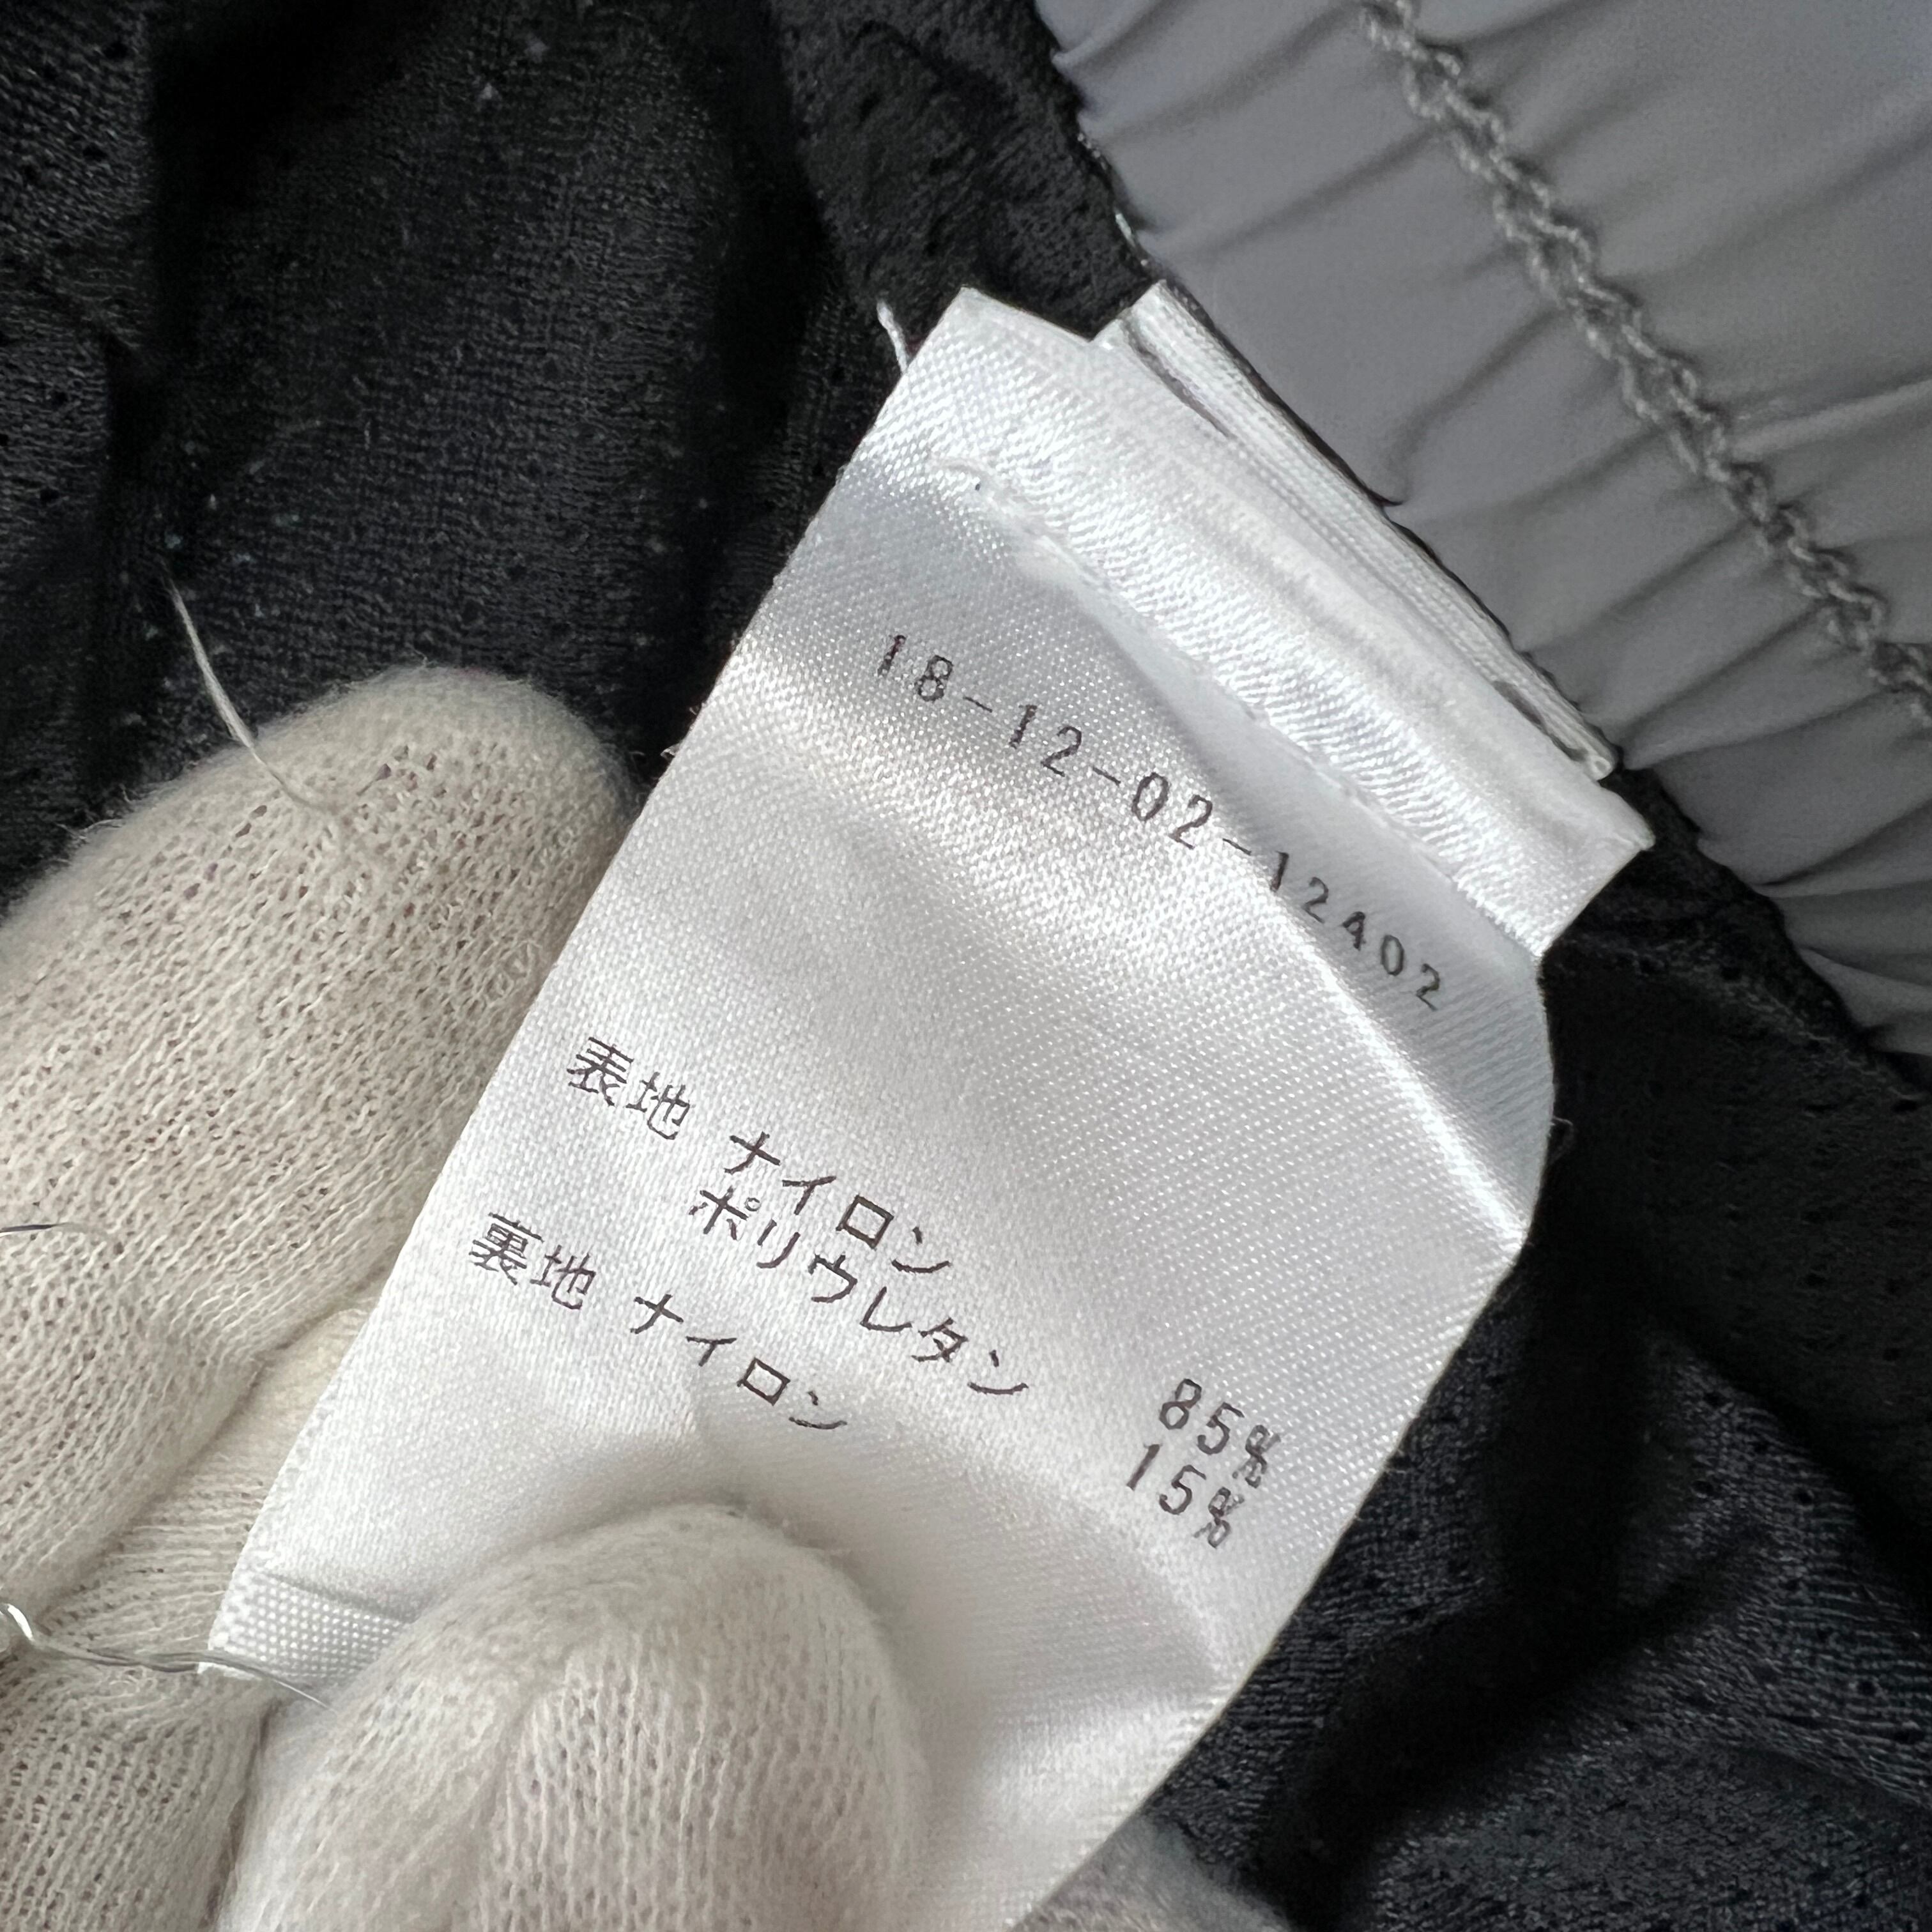 18-12-02-12402
表地 ナイロン 85%
ポリウレタン 15%
裏地 ナイロン